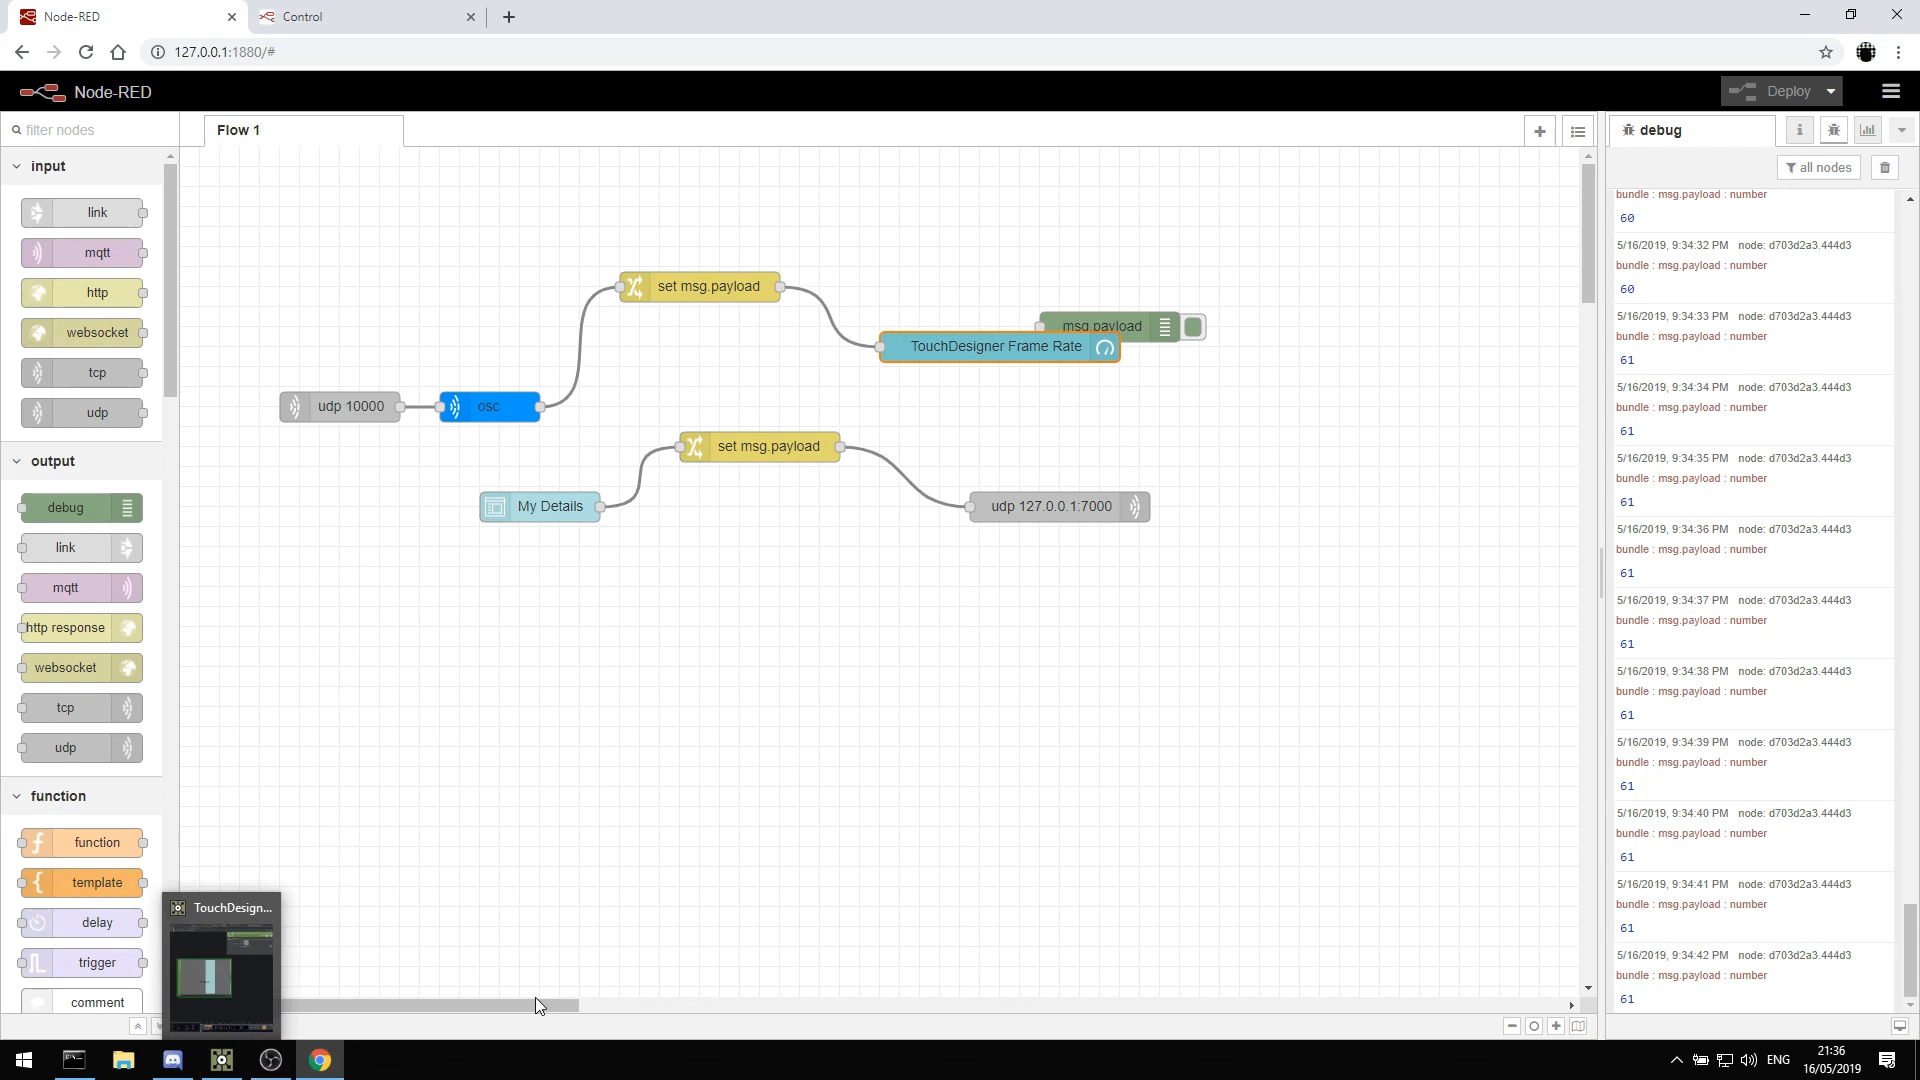 Node-RED
Control
127.0.0.1:1880/#
Node-RED
Deploy
filter nodes
Flow 1
debug
i
all nodes
input
link
mqtt
http
websocket
tcp
udp
output
debug
link
mqtt
http response
websocket
tcp
udp
function
function
template
delay
trigger
comment
set msg.payload
msg.payload
TouchDesigner Frame Rate
udp 10000
osc
set msg.payload
My Details
udp 127.0.0.1:7000
bundle : msg.payload : number
60
5/16/2019, 9:34:32 PM node: d703d2a3.444d3
bundle : msg.payload : number
60
5/16/2019, 9:34:33 PM node: d703d2a3.444d3
bundle : msg.payload : number
61
5/16/2019, 9:34:34 PM node: d703d2a3.444d3
bundle : msg.payload : number
61
5/16/2019, 9:34:35 PM node: d703d2a3.444d3
bundle : msg.payload : number
61
5/16/2019, 9:34:36 PM node: d703d2a3.444d3
bundle : msg.payload : number
61
5/16/2019, 9:34:37 PM node: d703d2a3.444d3
bundle : msg.payload : number
61
5/16/2019, 9:34:38 PM node: d703d2a3.444d3
bundle : msg.payload : number
61
5/16/2019, 9:34:39 PM node: d703d2a3.444d3
bundle : msg.payload : number
61
5/16/2019, 9:34:40 PM node: d703d2a3.444d3
bundle : msg.payload : number
61
5/16/2019, 9:34:41 PM node: d703d2a3.444d3
bundle : msg.payload : number
61
5/16/2019, 9:34:42 PM node: d703d2a3.444d3
bundle : msg.payload : number
61
TouchDesign...
ENG
21:36
16/05/2019